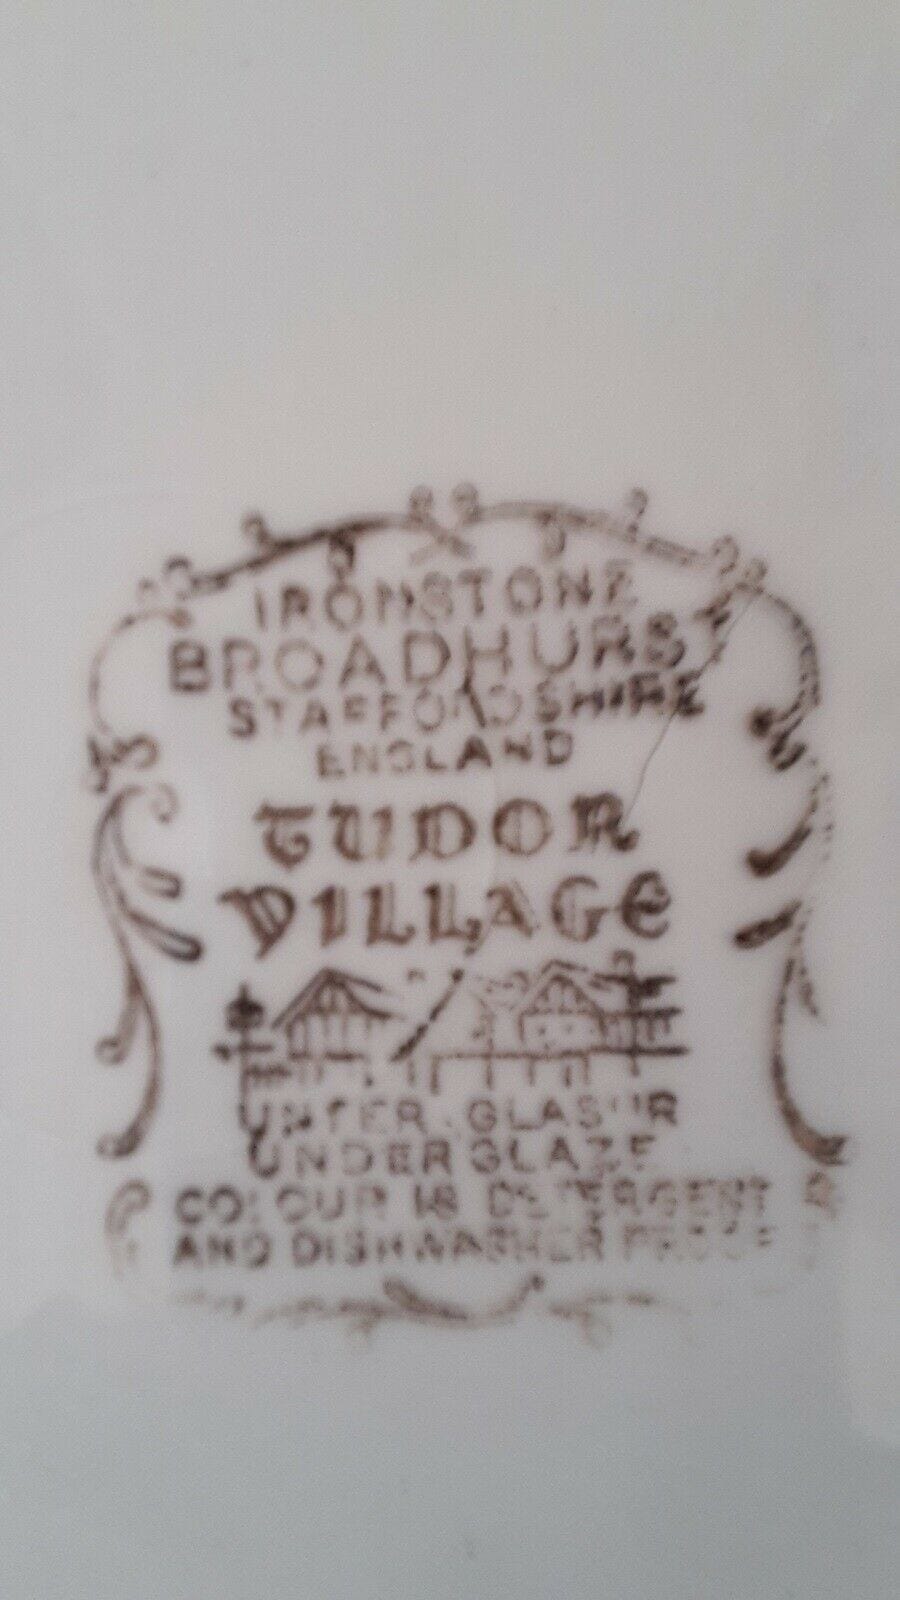 IRONSTONE
BROADHURST
STAFFORDSHIRE
ENGLAND
TUDOR
VILLAGE
UNTER GLASUR
UNDERGLAZE
COLOUR IS DETERGENT
AND DISHWASHER PROOF